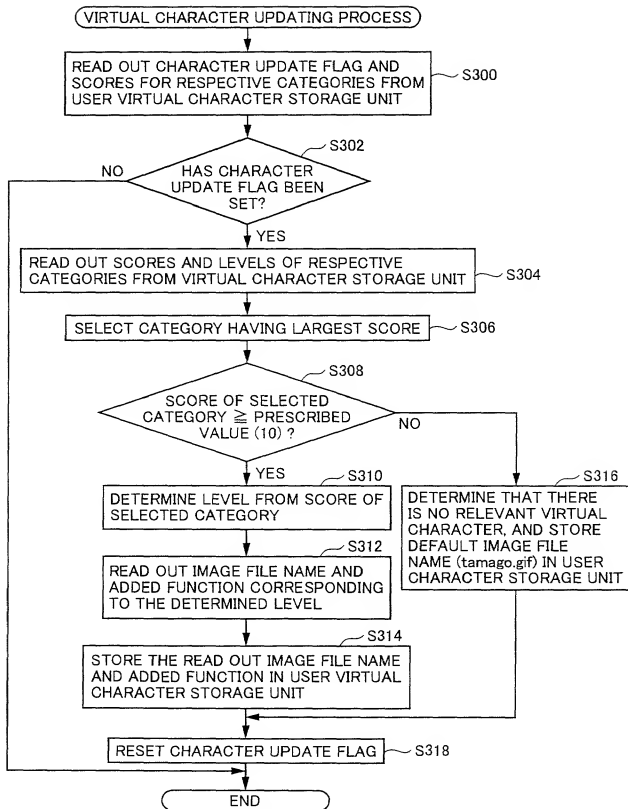 VIRTUAL CHARACTER UPDATING PROCESS
READ OUT CHARACTER UPDATE FLAG AND
SCORES FOR RESPECTIVE CATEGORIES FROM
USER VIRTUAL CHARACTER STORAGE UNIT
S300
S302
HAS CHARACTER
UPDATE FLAG BEEN
SET?
NO
YES
READ OUT SCORES AND LEVELS OF RESPECTIVE
CATEGORIES FROM VIRTUAL CHARACTER STORAGE UNIT
S304
SELECT CATEGORY HAVING LARGEST SCORE
S306
S308
SCORE OF SELECTED
CATEGORY ≧ PRESCRIBED
VALUE (10) ?
NO
YES
S310
DETERMINE LEVEL FROM SCORE OF
SELECTED CATEGORY
S312
READ OUT IMAGE FILE NAME AND
ADDED FUNCTION CORRESPONDING
TO THE DETERMINED LEVEL
S316
DETERMINE THAT THERE
IS NO RELEVANT VIRTUAL
CHARACTER, AND STORE
DEFAULT IMAGE FILE
NAME (tamago.gif) IN USER
CHARACTER STORAGE UNIT
S314
STORE THE READ OUT IMAGE FILE NAME
AND ADDED FUNCTION IN USER VIRTUAL
CHARACTER STORAGE UNIT
RESET CHARACTER UPDATE FLAG
S318
END